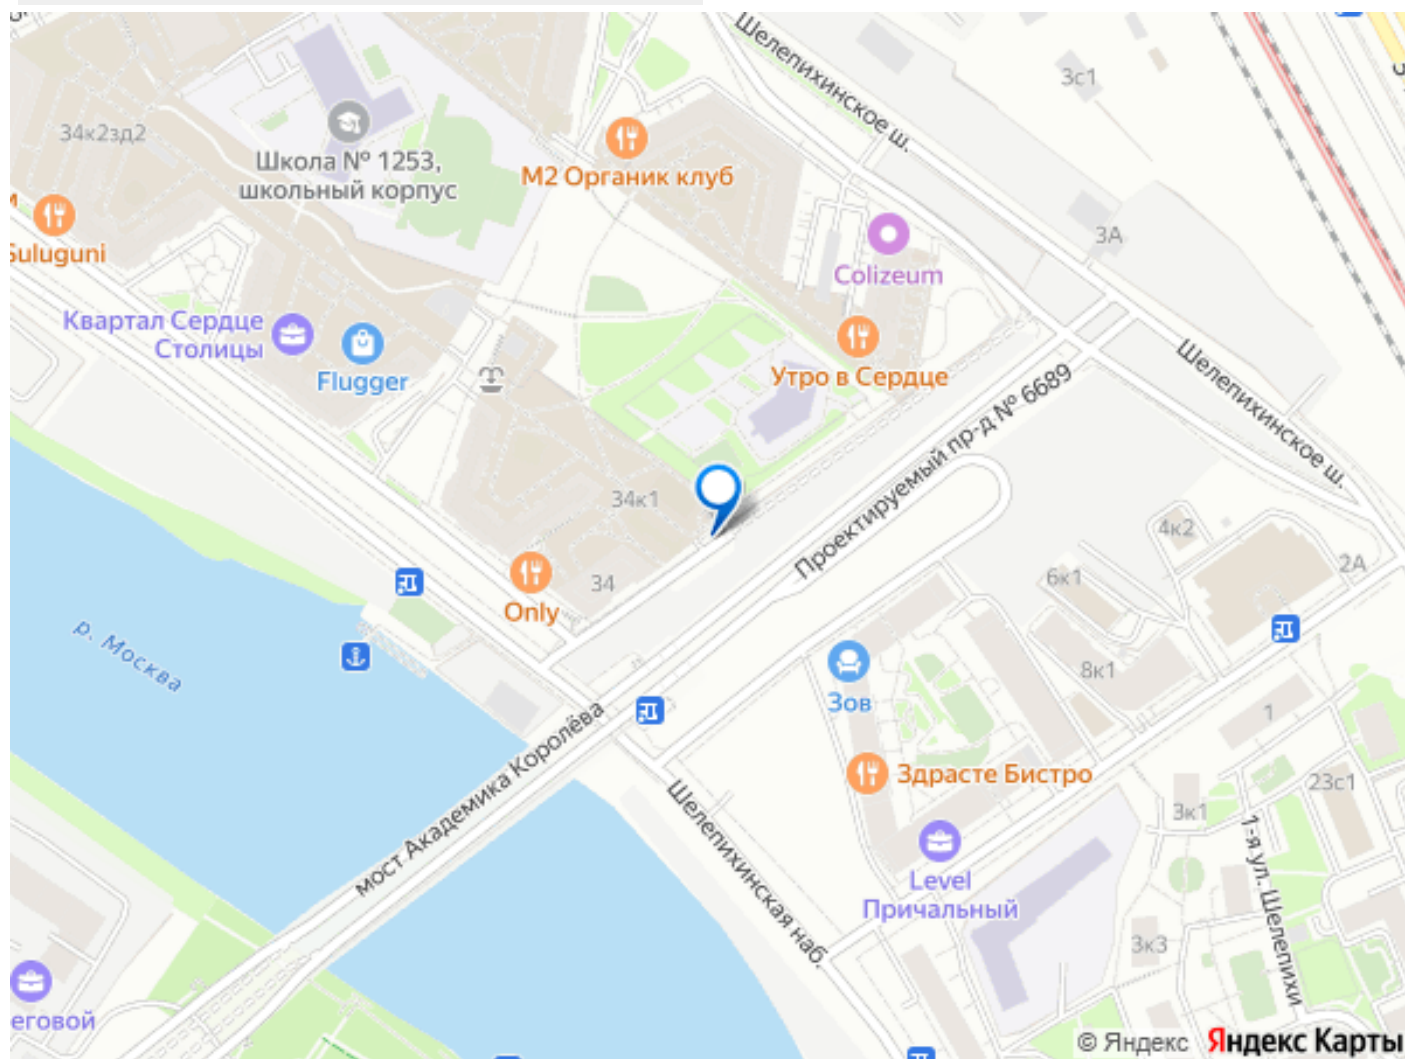 Шелепихинское ш.
3с1
34к2зд2
Школа № 1253,
школьный корпус
М2 Органик клуб
Suluguni
3А
Colizeum
Квартал Сердце
Столицы
Flugger
Утро в Сердце
Шелепихинское ш.
Проектируемый пр-д № 6689
34к1
4к2
34
6к1
2А
Only
р. Москва
8к1
Зов
1
мост Академика Королёва
Здрасте Бистро
23с1
3к1
Шелепихинская наб.
1-я ул. Шелепихи
Level
Причальный
3к3
еговой
© Яндекс Яндекс Карты